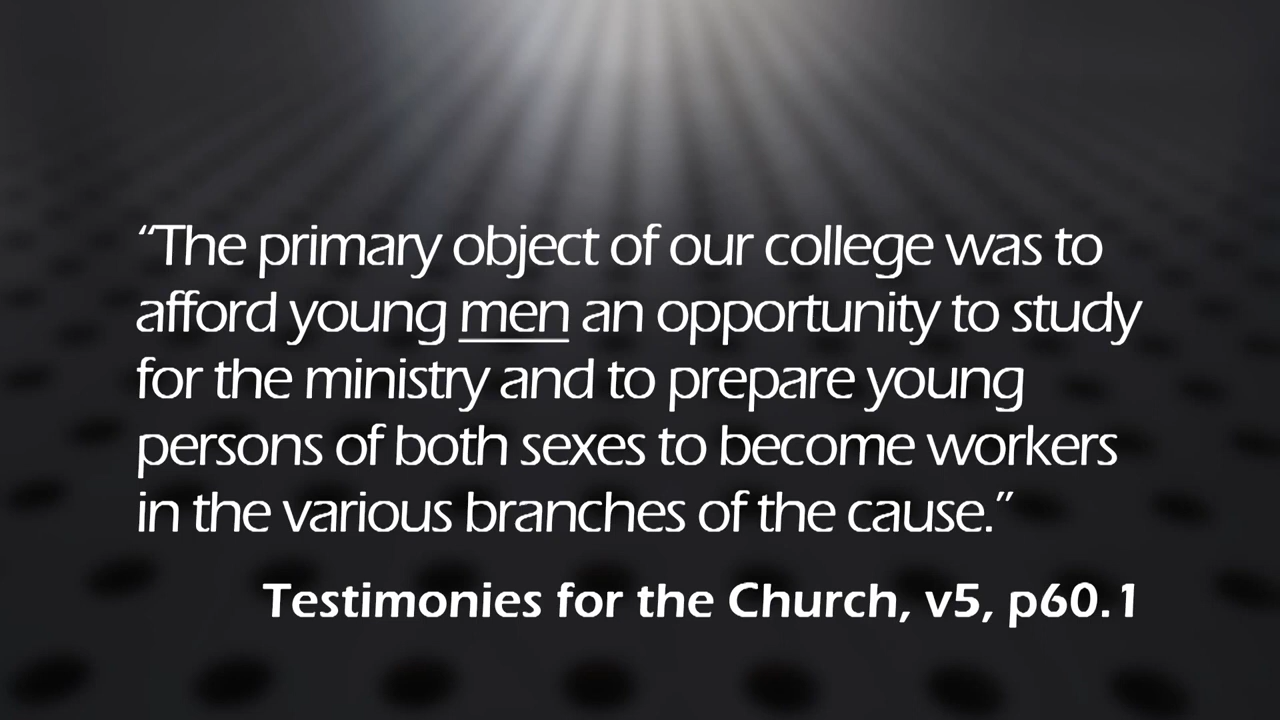 “The primary object of our college was to
afford young men an opportunity to study
for the ministry and to prepare young
persons of both sexes to become workers
in the various branches of the cause.”
Testimonies for the Church, v5, p60.1